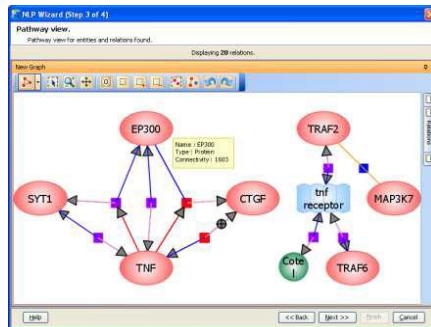 NLP Wizard (Step 3 of 4)
Pathway view.
Pathway view for entities and relations found.
Displaying 20 relations.
New Graph
EP300
Name : EP300
Type : Protein
Connectivity : 1603
TRAF2
SYT1
CTGF
tnf
receptor
MAP3K7
TNF
Cote
l
TRAF6
Relations
Help
<< Back
Next >>
Finish
Cancel